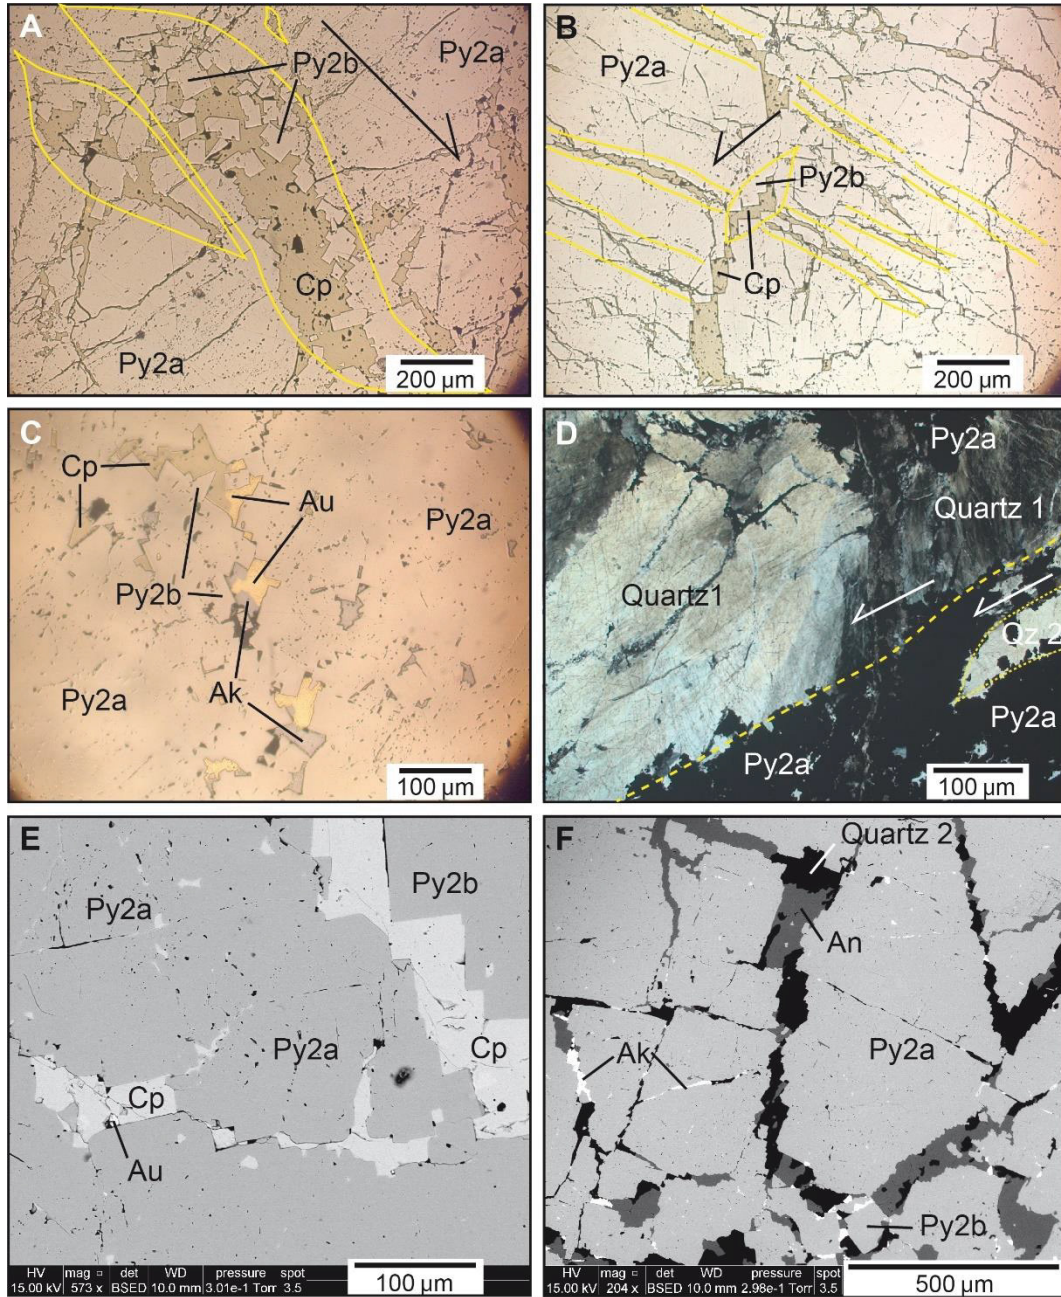 A
Py2b
Py2a
Cp
Py2a
200 µm
B
Py2a
Py2b
Cp
200 µm
C
Cp
Au
Py2a
Py2b
Ak
Py2a
100 µm
D
Py2a
Quartz 1
Quartz1
Qz 2
Py2a
Py2a
100 µm
E
Py2b
Py2a
Py2a
Cp
Cp
Au
HV mag □ det WD pressure spot
15.00 kV 573 x BSED 10.0 mm 3.01e-1 Torr 3.5
100 µm
F
Quartz 2
An
Py2a
Ak
Py2b
HV mag □ det WD pressure spot
15.00 kV 204 x BSED 10.0 mm 2.98e-1 Torr 3.5
500 µm